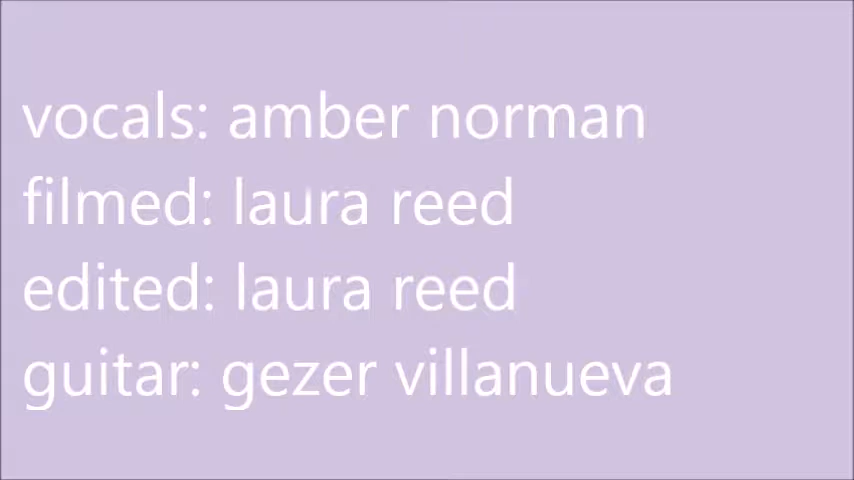 vocals: amber norman
filmed: laura reed
edited: laura reed
guitar: gezer villanueva